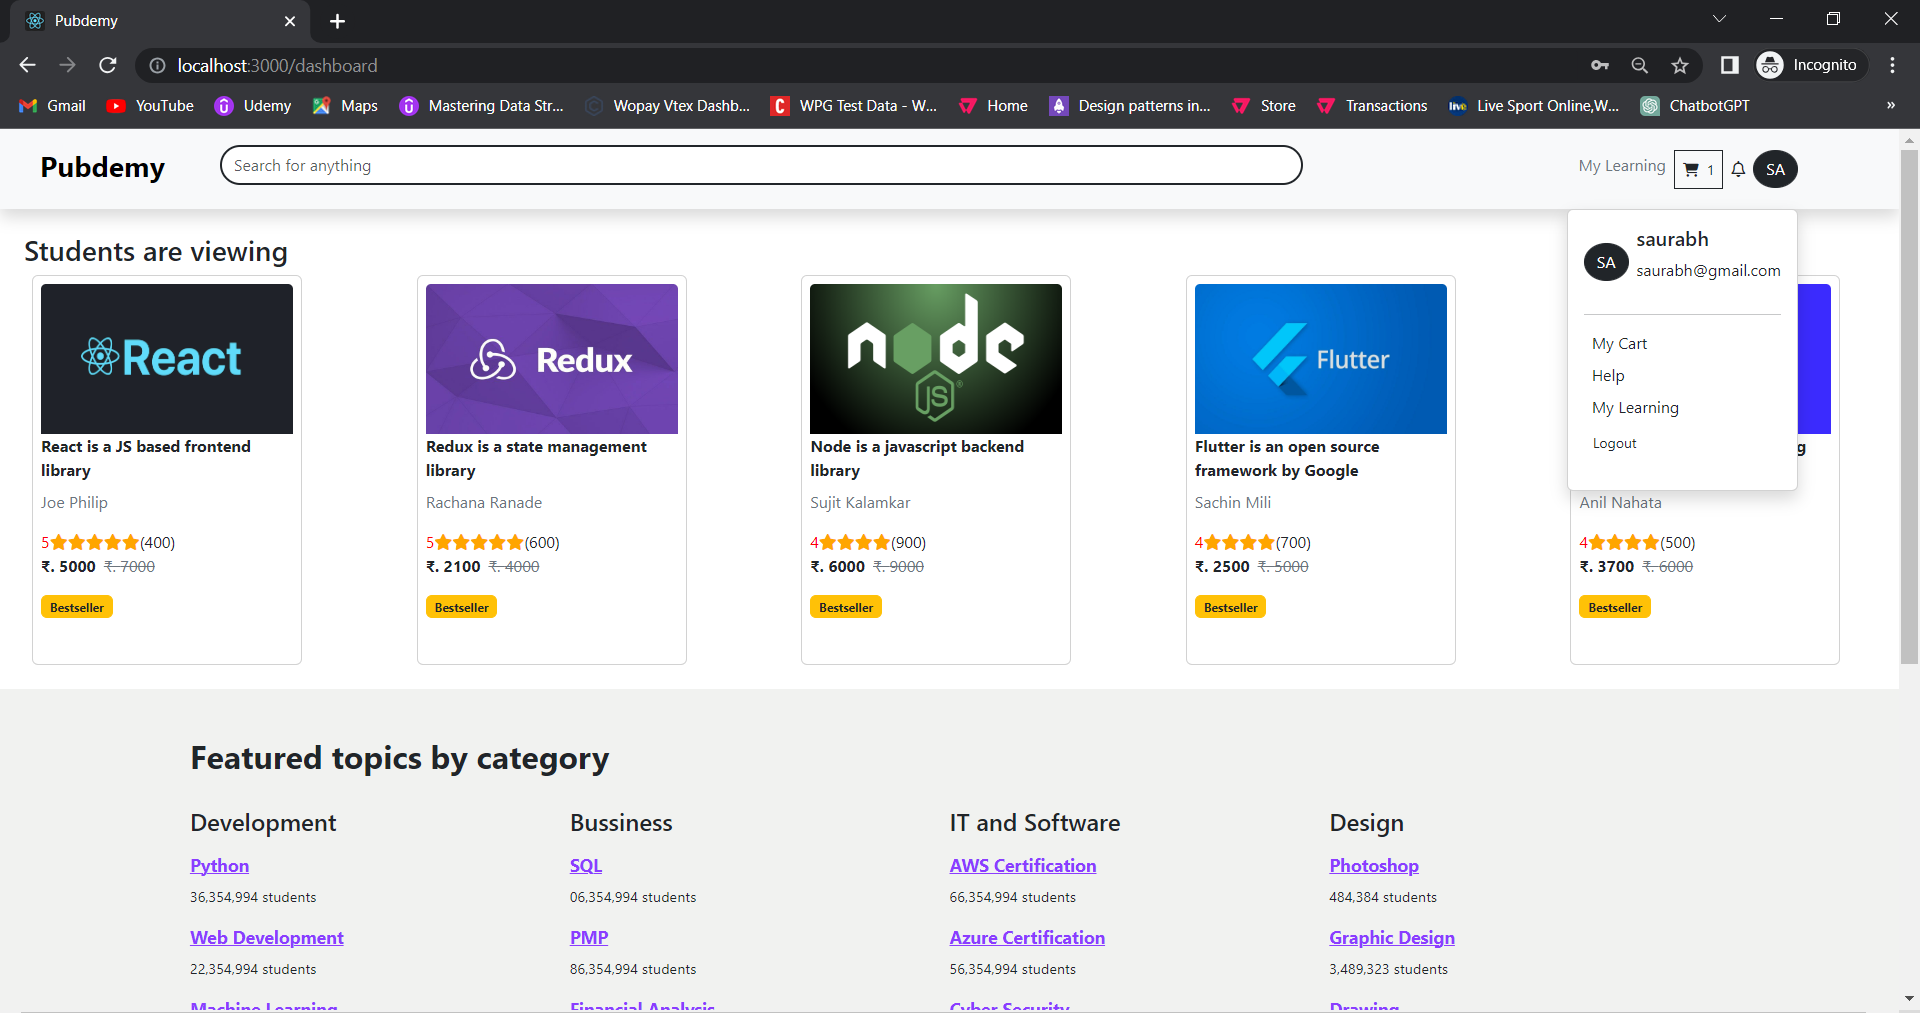 Pubdemy
localhost:3000/dashboard
Incognito
Gmail
YouTube
Udemy
Maps
Mastering Data Str...
Wopay Vtex Dashb...
WPG Test Data - W...
Home
Design patterns in...
Store
Transactions
Live Sport Online,W...
ChatbotGPT
»
Pubdemy
Search for anything
My Learning
1
SA
SA
saurabh
saurabh@gmail.com
My Cart
Help
My Learning
Logout
Students are viewing
React
React is a JS based frontend
library
Joe Philip
5 (400)
₹. 5000 ₹. 7000
Bestseller
Redux
Redux is a state management
library
Rachana Ranade
5 (600)
₹. 2100 ₹. 4000
Bestseller
node
JS
Node is a javascript backend
library
Sujit Kalamkar
4 (900)
₹. 6000 ₹. 9000
Bestseller
Flutter
Flutter is an open source
framework by Google
Sachin Mili
4 (700)
₹. 2500 ₹. 5000
Bestseller
Anil Nahata
4 (500)
₹. 3700 ₹. 6000
Bestseller
Featured topics by category
Development
Python
36,354,994 students
Web Development
22,354,994 students
Machine Learning
Bussiness
SQL
06,354,994 students
PMP
86,354,994 students
Financial Analysis
IT and Software
AWS Certification
66,354,994 students
Azure Certification
56,354,994 students
Cyber Security
Design
Photoshop
484,384 students
Graphic Design
3,489,323 students
Drawing